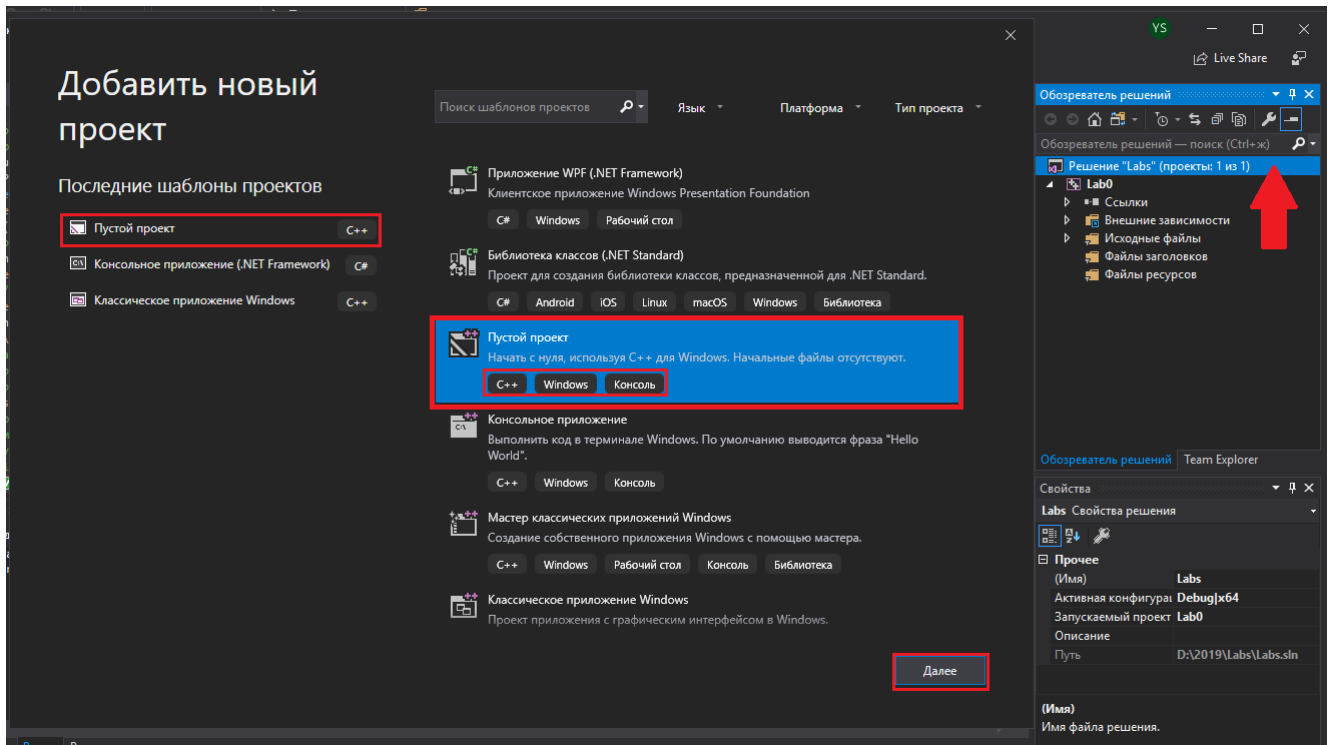 Добавить новый
проект
Последние шаблоны проектов
Пустой проект C++
Консольное приложение (.NET Framework) C#
Классическое приложение Windows C++
Поиск шаблонов проектов Язык Платформа Тип проекта
Приложение WPF (.NET Framework)
Клиентское приложение Windows Presentation Foundation
C# Windows Рабочий стол
Библиотека классов (.NET Standard)
Проект для создания библиотеки классов, предназначенной для .NET Standard.
C# Android iOS Linux macOS Windows Библиотека
Пустой проект
Начать с нуля, используя C++ для Windows. Начальные файлы отсутствуют.
C++ Windows Консоль
Консольное приложение
Выполнить код в терминале Windows. По умолчанию выводится фраза "Hello
World".
C++ Windows Консоль
Мастер классических приложений Windows
Создание собственного приложения Windows с помощью мастера.
C++ Windows Рабочий стол Консоль Библиотека
Классическое приложение Windows
Проект приложения с графическим интерфейсом в Windows.
Далее
YS
Live Share
Обозреватель решений
Обозреватель решений — поиск (Ctrl+ж)
Решение "Labs" (проекты: 1 из 1)
Lab0
Ссылки
Внешние зависимости
Исходные файлы
Файлы заголовков
Файлы ресурсов
Обозреватель решений Team Explorer
Свойства
Labs Свойства решения
Прочее
(Имя) Labs
Активная конфигурац Debug|x64
Запускаемый проект Lab0
Описание
Путь D:\2019\Labs\Labs.sln
(Имя)
Имя файла решения.